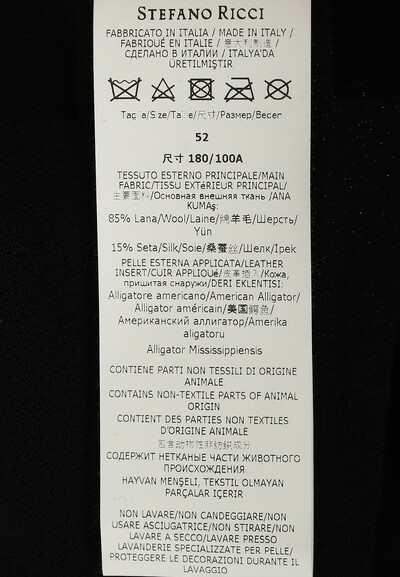 STEFANO RICCI
FABBRICATO IN ITALIA / MADE IN ITALY /
FABRIQUÉ EN ITALIE / 意大利制造 /
СДЕЛАНО В ИТАЛИИ / ITALYA'DA
ÜRETILMIŞTIR
Taglia/Size/Taille/尺寸/Размер/Beden
52
尺寸 180/100A
TESSUTO ESTERNO PRINCIPALE/MAIN
FABRIC/TISSU EXTéRIEUR PRINCIPAL/
主要面料/Основная внешняя ткань /ANA
KUMAş:
85% Lana/Wool/Laine/绵羊毛/Шерсть/
Yün
15% Seta/Silk/Soie/桑蚕丝/Шелк/İpek
PELLE ESTERNA APPLICATA/LEATHER
INSERT/CUIR APPLIQUé/皮革插入/Кожа,
пришитая снаружи/DERI EKLENTISI:
Alligatore americano/American Alligator/
Alligator américain/美国鳄鱼/
Американский аллигатор/Amerika
aligatoru
Alligator Mississippiensis
CONTIENE PARTI NON TESSILI DI ORIGINE
ANIMALE
CONTAINS NON-TEXTILE PARTS OF ANIMAL
ORIGIN
CONTIENT DES PARTIES NON TEXTILES
D'ORIGINE ANIMALE
包含动物性非纺织成分
СОДЕРЖИТ НЕТКАНЫЕ ЧАСТИ ЖИВОТНОГО
ПРОИСХОЖДЕНИЯ
HAYVAN MENŞELİ, TEKSTIL OLMAYAN
PARÇALAR IÇERIR
NON LAVARE/NON CANDEGGIARE/NON
USARE ASCIUGATRICE/NON STIRARE/NON
LAVARE A SECCO/LAVARE PRESSO
LAVANDERIE SPECIALIZZATE PER PELLE/
PROTEGGERE LE DECORAZIONI DURANTE IL
LAVAGGIO